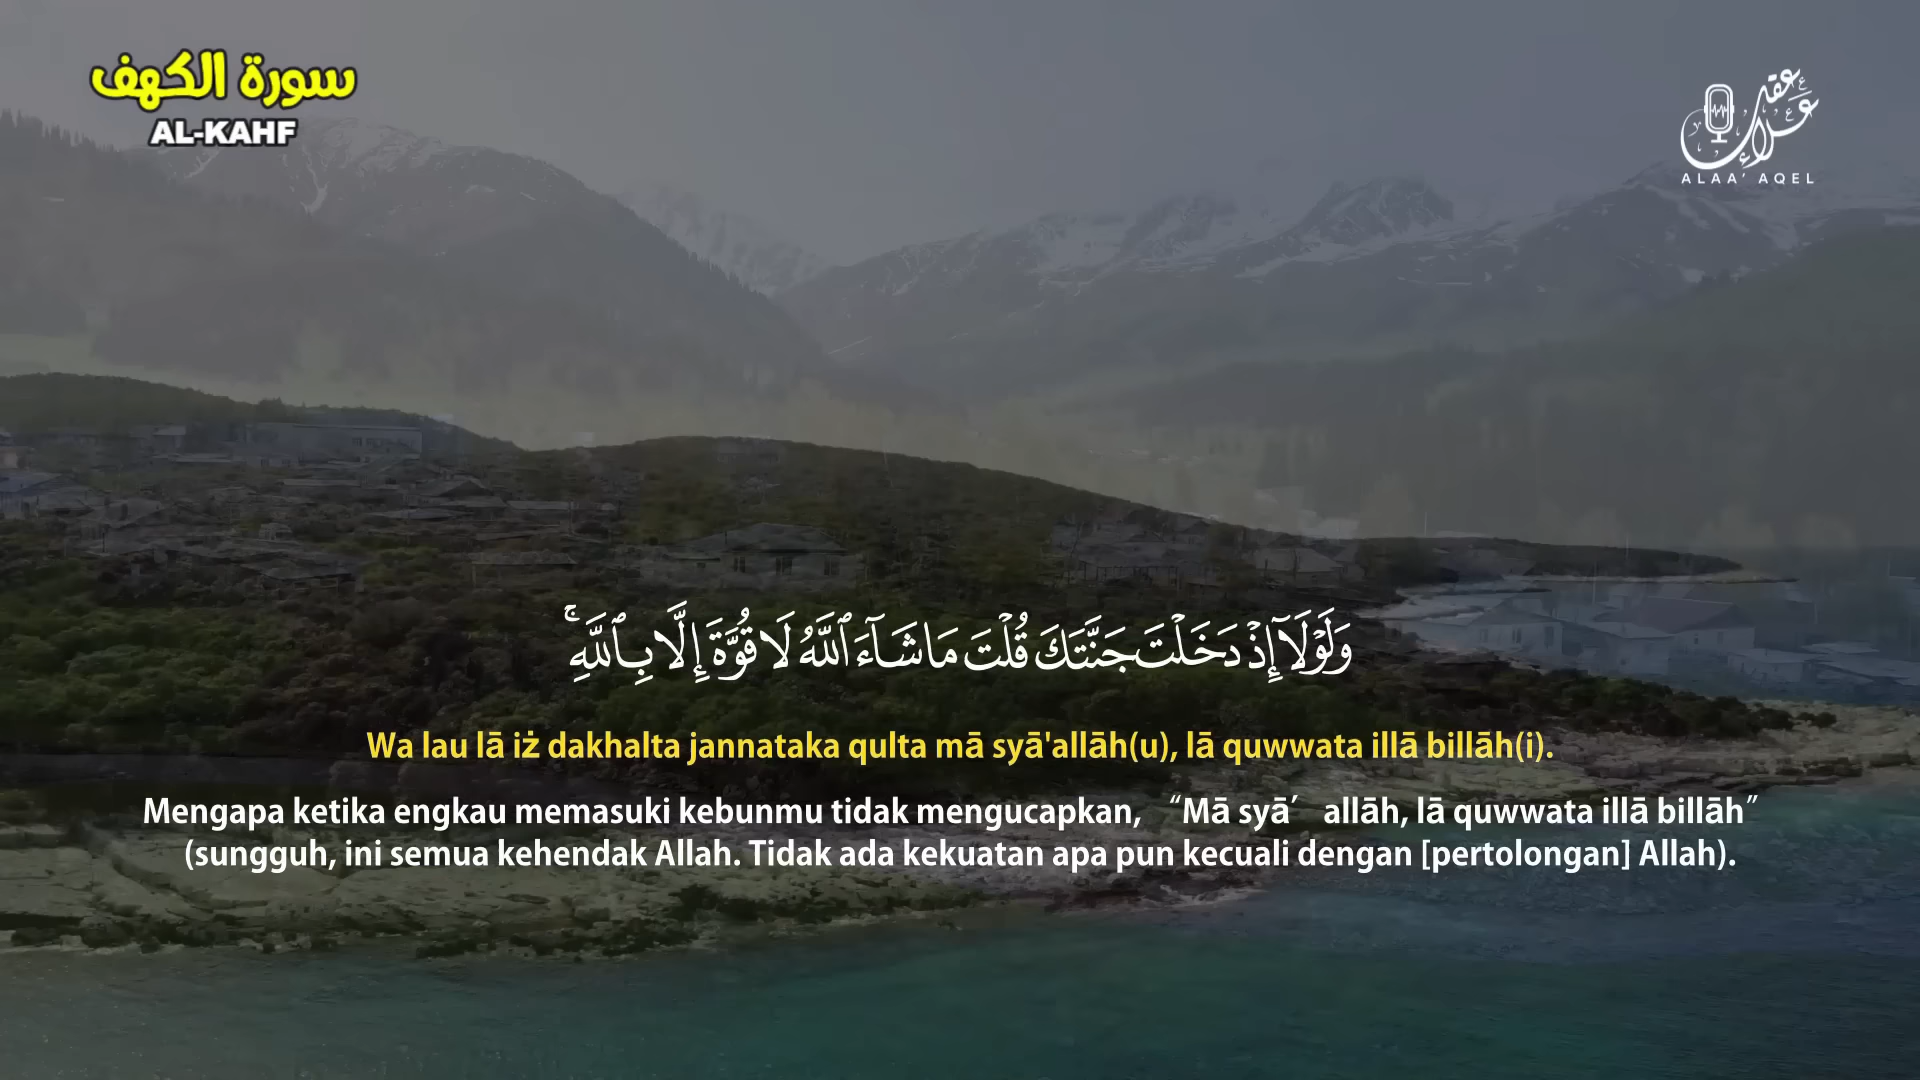 سورة الكهف
AL-KAHF
علاء عقل
ALAA' AQEL
وَلَوْلَآ إِذْ دَخَلْتَ جَنَّتَكَ قُلْتَ مَا شَآءَ ٱللَّهُ لَا قُوَّةَ إِلَّا بِٱللَّهِ ۚ
Wa lau lā iż dakhalta jannataka qulta mā syā'allāh(u), lā quwwata illā billāh(i).
Mengapa ketika engkau memasuki kebunmu tidak mengucapkan, “Mā syā’ allāh, lā quwwata illā billāh”
(sungguh, ini semua kehendak Allah. Tidak ada kekuatan apa pun kecuali dengan [pertolongan] Allah).